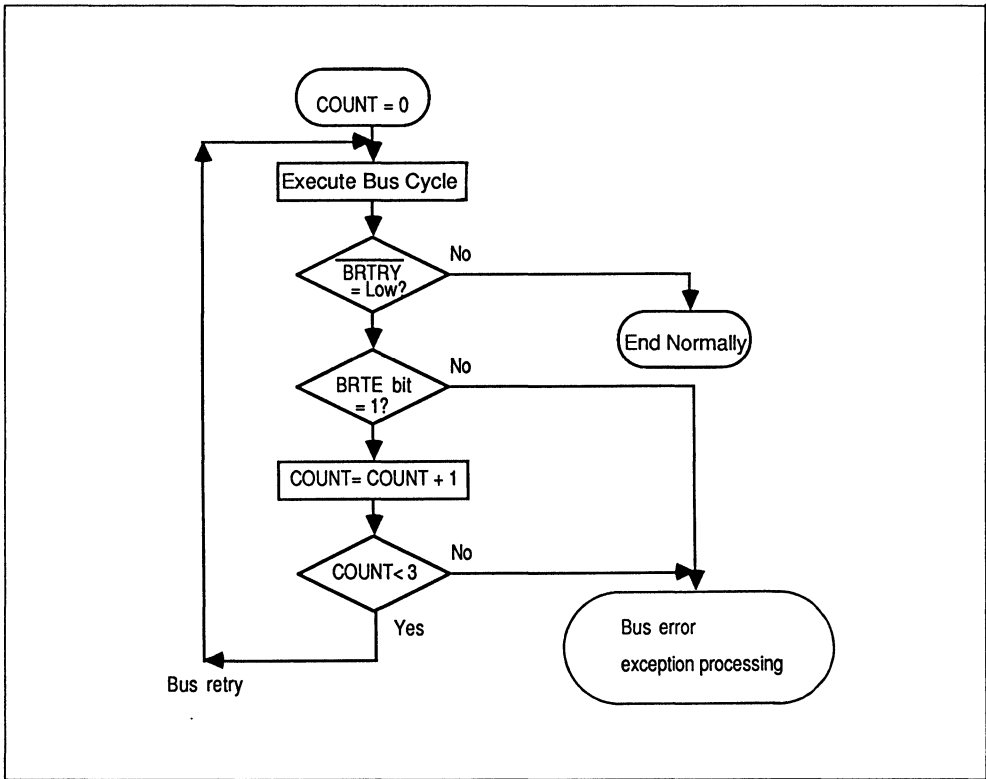 COUNT = 0
Execute Bus Cycle
B̅R̅T̅R̅Y̅
= Low?
No
End Normally
BRTE bit
= 1?
No
COUNT= COUNT + 1
COUNT< 3
No
Yes
Bus error
exception processing
Bus retry